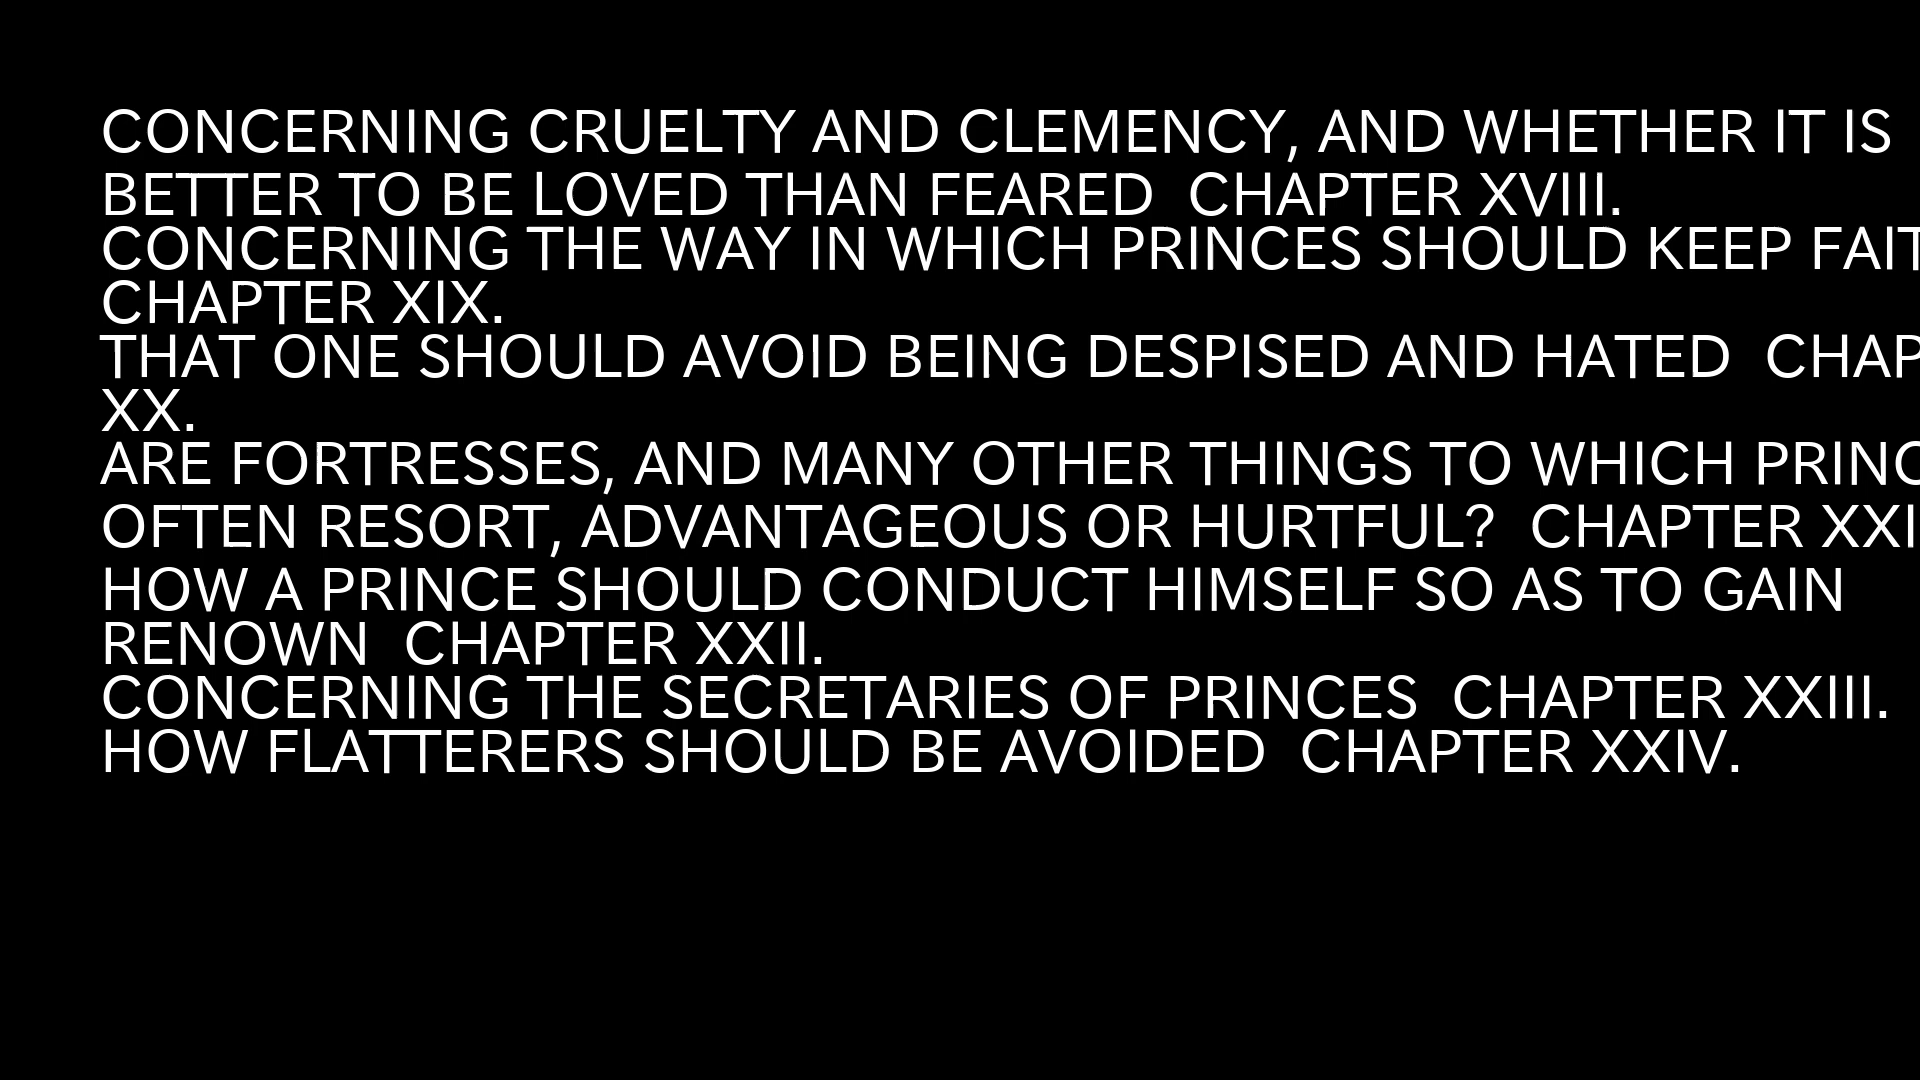 CONCERNING CRUELTY AND CLEMENCY, AND WHETHER IT IS
BETTER TO BE LOVED THAN FEARED  CHAPTER XVIII.
CONCERNING THE WAY IN WHICH PRINCES SHOULD KEEP FAIT
CHAPTER XIX.
THAT ONE SHOULD AVOID BEING DESPISED AND HATED  CHAP
XX.
ARE FORTRESSES, AND MANY OTHER THINGS TO WHICH PRINC
OFTEN RESORT, ADVANTAGEOUS OR HURTFUL?  CHAPTER XXI
HOW A PRINCE SHOULD CONDUCT HIMSELF SO AS TO GAIN
RENOWN  CHAPTER XXII.
CONCERNING THE SECRETARIES OF PRINCES  CHAPTER XXIII.
HOW FLATTERERS SHOULD BE AVOIDED  CHAPTER XXIV.